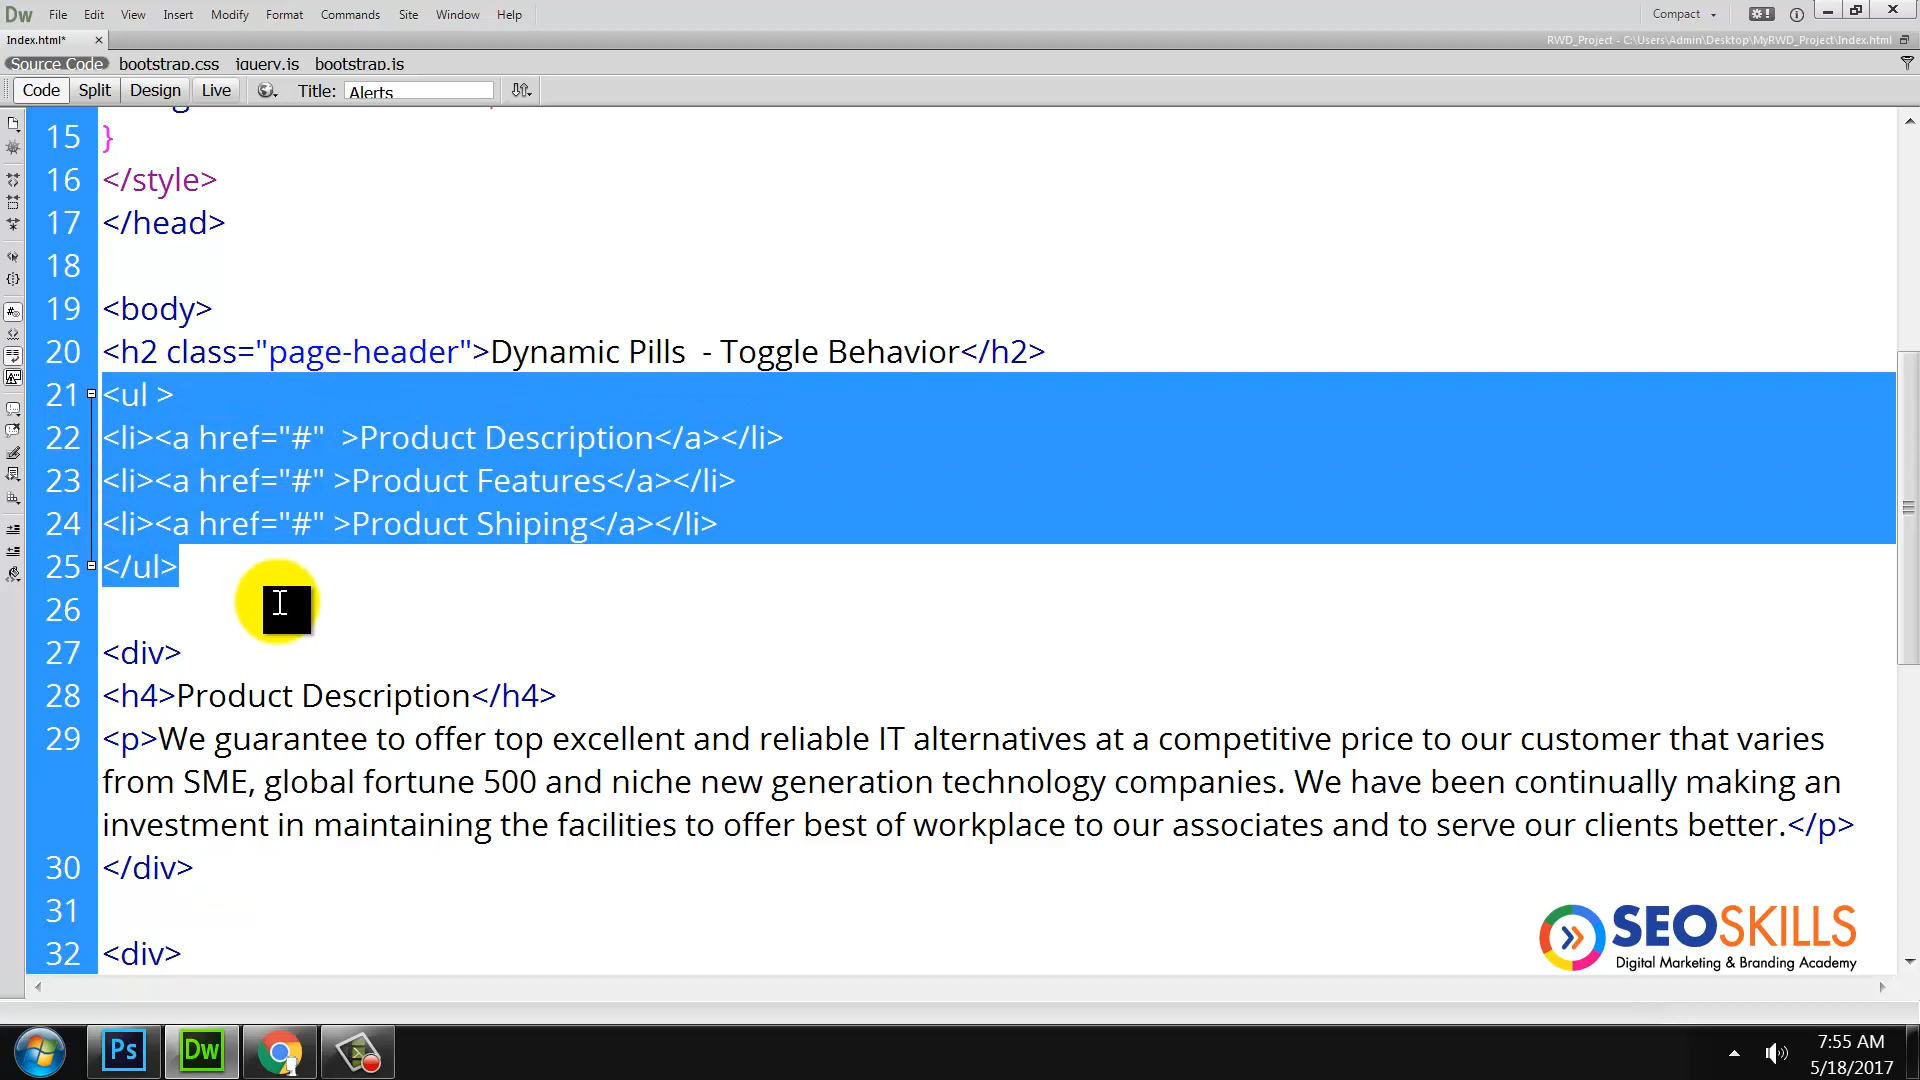 Dw File Edit View Insert Modify Format Commands Site Window Help Compact
Index.html* RWD_Project - C:\Users\Admin\Desktop\MyRWD_Project\Index.html
Source Code bootstrap.css jquery.js bootstrap.js
Code Split Design Live Title: Alerts
15 }
16 </style>
17 </head>
18
19 <body>
20 <h2 class="page-header">Dynamic Pills  - Toggle Behavior</h2>
21 <ul >
22 <li><a href="#"  >Product Description</a></li>
23 <li><a href="#" >Product Features</a></li>
24 <li><a href="#" >Product Shiping</a></li>
25 </ul>
26
27 <div>
28 <h4>Product Description</h4>
29 <p>We guarantee to offer top excellent and reliable IT alternatives at a competitive price to our customer that varies
from SME, global fortune 500 and niche new generation technology companies. We have been continually making an
investment in maintaining the facilities to offer best of workplace to our associates and to serve our clients better.</p>
30 </div>
31
32 <div>
SEOSKILLS
Digital Marketing & Branding Academy
Ps Dw
7:55 AM
5/18/2017